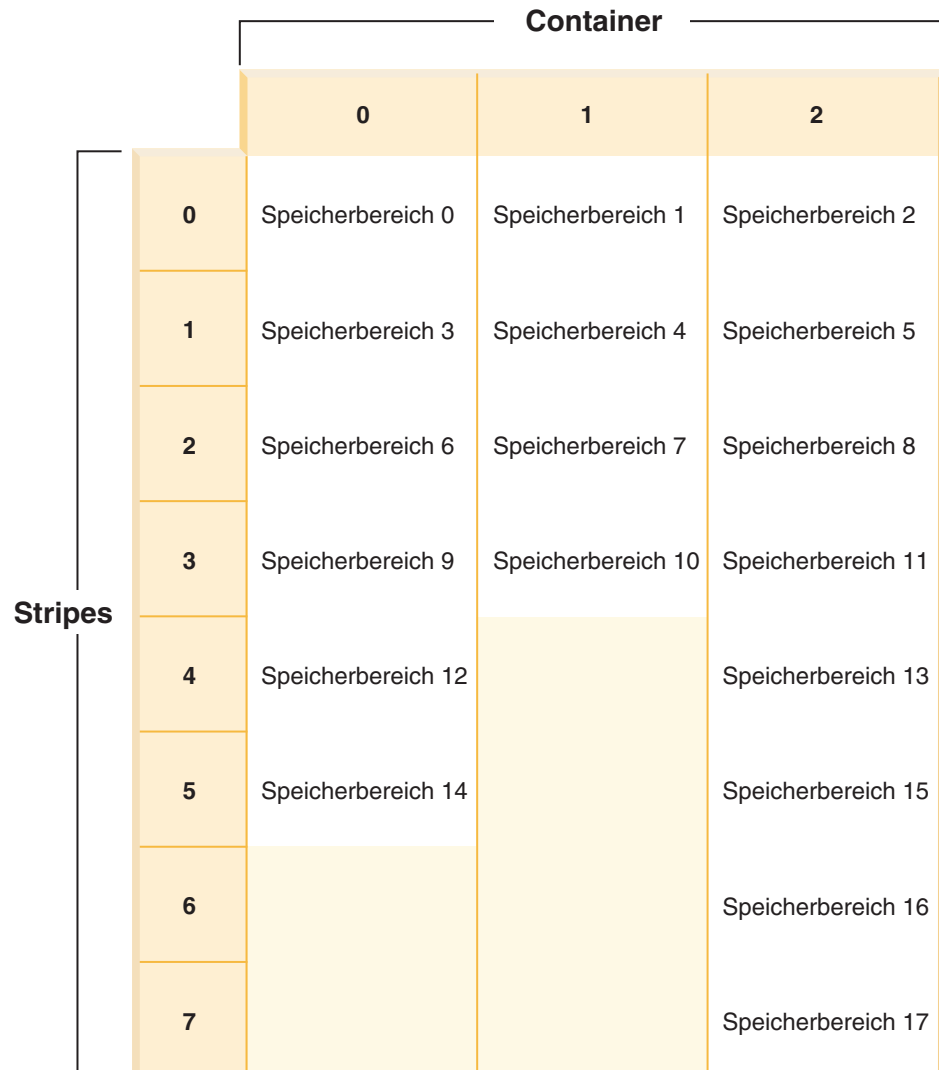 Container
0 1 2
0 Speicherbereich 0 Speicherbereich 1 Speicherbereich 2
1 Speicherbereich 3 Speicherbereich 4 Speicherbereich 5
2 Speicherbereich 6 Speicherbereich 7 Speicherbereich 8
3 Speicherbereich 9 Speicherbereich 10 Speicherbereich 11
Stripes
4 Speicherbereich 12 Speicherbereich 13
5 Speicherbereich 14 Speicherbereich 15
6 Speicherbereich 16
7 Speicherbereich 17